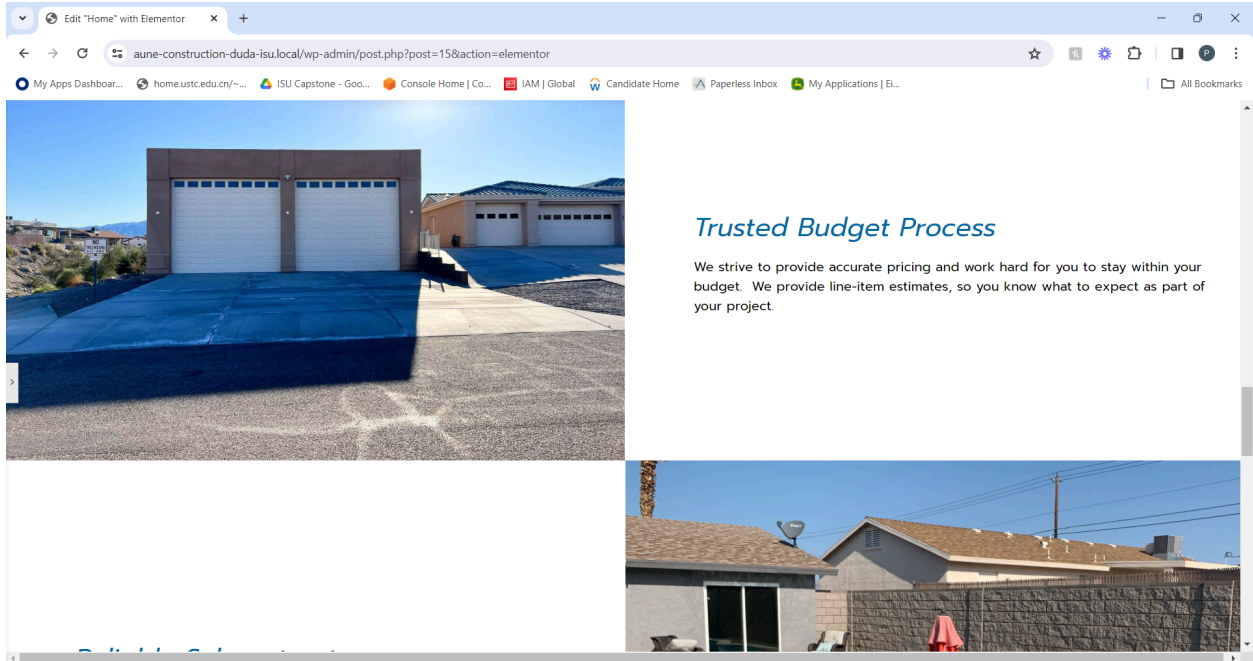 Edit "Home" with Elementor
aune-construction-duda-isu.local/wp-admin/post.php?post=15&action=elementor
P
My Apps Dashboar...
home.ustc.edu.cn/~...
ISU Capstone - Goo...
Console Home | Co...
IAM | Global
Candidate Home
Paperless Inbox
My Applications | Ei...
All Bookmarks
NO
Trusted Budget Process
We strive to provide accurate pricing and work hard for you to stay within your
budget. We provide line-item estimates, so you know what to expect as part of
your project.